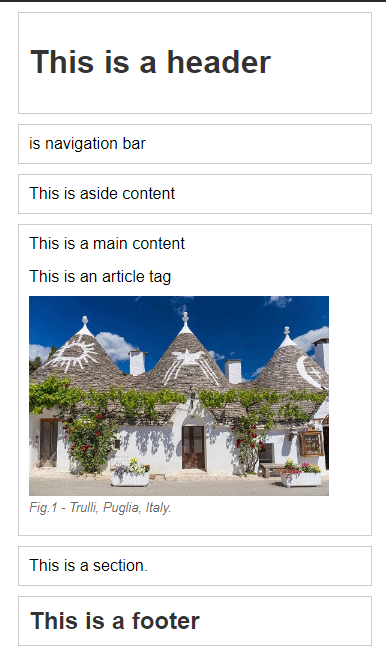 This is a header
is navigation bar
This is aside content
This is a main content
This is an article tag
Fig.1 - Trulli, Puglia, Italy.
This is a section.
This is a footer